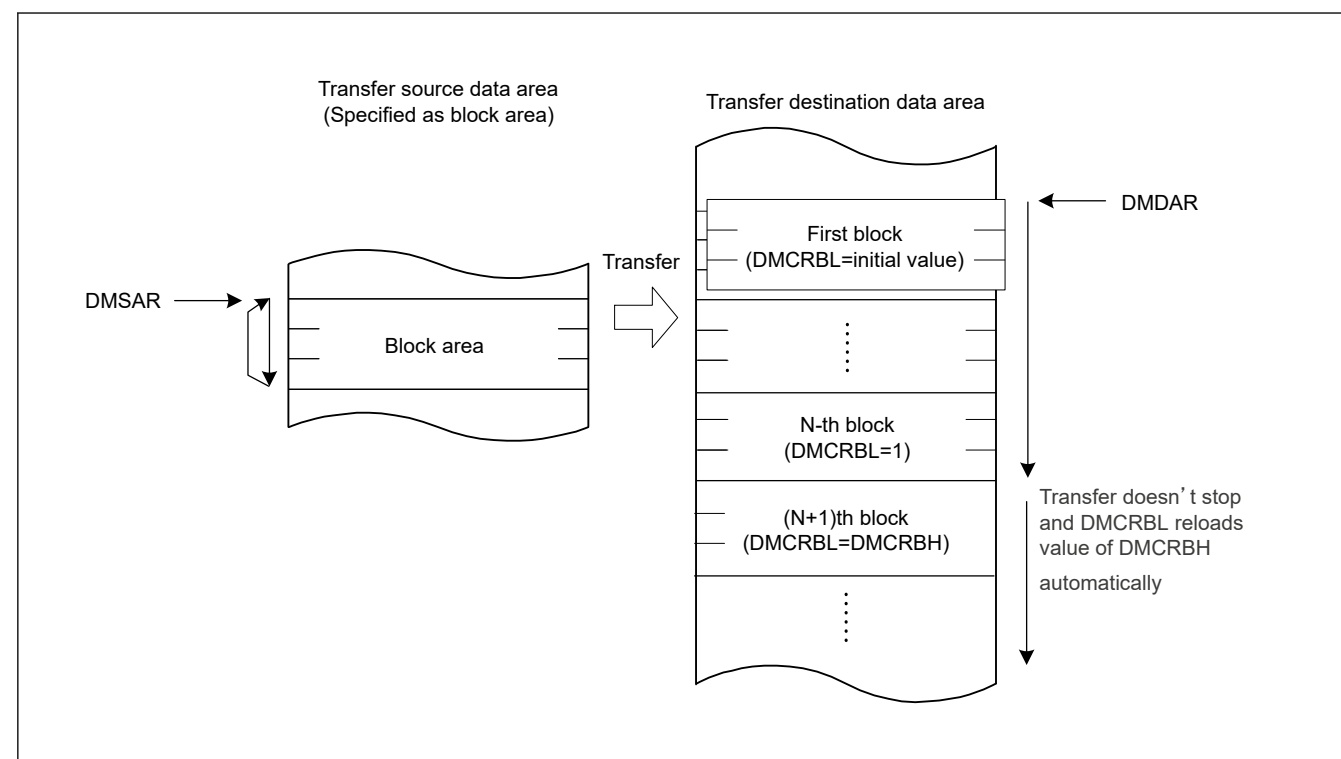 Transfer source data area
(Specified as block area)
Transfer destination data area
DMDAR
First block
(DMCRBL=initial value)
Transfer
DMSAR
Block area
N-th block
(DMCRBL=1)
(N+1)th block
(DMCRBL=DMCRBH)
Transfer doesn’t stop
and DMCRBL reloads
value of DMCRBH
automatically